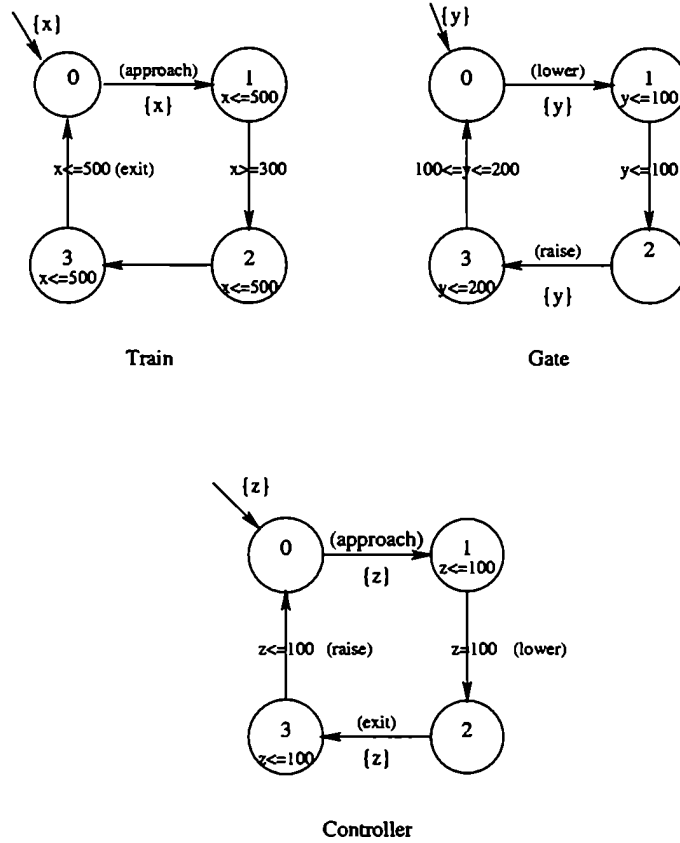 {x}
0
(approach)
{x}
1
x<=500
x<=500 (exit)
x>=300
3
x<=500
2
x<=500
Train
{y}
0
(lower)
{y}
1
y<=100
100<=y<=200
y<=100
3
y<=200
(raise)
{y}
2
Gate
{z}
0
(approach)
{z}
1
z<=100
z<=100 (raise)
z=100 (lower)
3
z<=100
(exit)
{z}
2
Controller